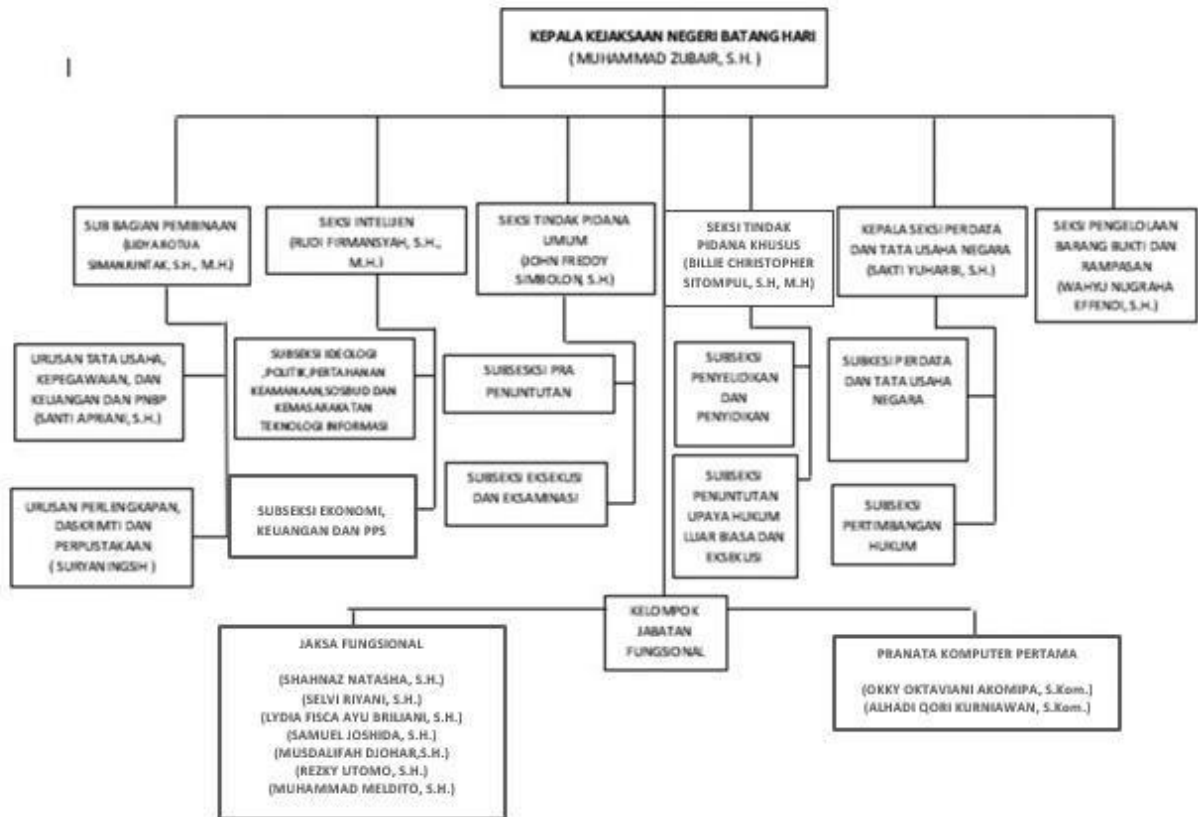 KEPALA KEJAKSAAN NEGERI BATANG HARI
( MUHAMMAD ZUBAIR, S.H. )
SUB BAGIAN PEMBINAAN
(LIDYA ROTUA
SIMANJUNTAK, S.H., M.H.)
SEKSI INTELIJEN
(RUDI FIRMANSYAH, S.H.,
M.H.)
SEKSI TINDAK PIDANA
UMUM
(JOHN FREDDY
SIMBOLON, S.H.)
SEKSI TINDAK
PIDANA KHUSUS
(BILLIE CHRISTOPHER
SITOMPUL, S.H, M.H)
KEPALA SEKSI PERDATA
DAN TATA USAHA NEGARA
(SAKTI YUHARBI, S.H.)
SEKSI PENGELOLAAN
BARANG BUKTI DAN
RAMPASAN
(WAHYU NUGRAHA
EFFENDI, S.H.)
URUSAN TATA USAHA,
KEPEGAWAIAN, DAN
KEUANGAN DAN PNBP
(SANTI APRIANI, S.H.)
SUBSEKSI IDEOLOGI
,POLITIK,PERTAHANAN
KEAMANAAN,SOSBUD DAN
KEMASARAKATAN
TEKNOLOGI INFORMASI
SUBSESKSI PRA
PENUNTUTAN
SUBSEKSI
PENYELIDIKAN
DAN
PENYIDIKAN
SUBKESI PERDATA
DAN TATA USAHA
NEGARA
URUSAN PERLENGKAPAN,
DASKRIMTI DAN
PERPUSTAKAAN
( SURYANINGSIH )
SUBSEKSI EKONOMI,
KEUANGAN DAN PPS
SUBSEKSI EKSEKUSI
DAN EKSAMINASI
SUBSEKSI
PENUNTUTAN
UPAYA HUKUM
LUAR BIASA DAN
EKSEKUSI
SUBSEKSI
PERTIMBANGAN
HUKUM
KELOMPOK
JABATAN
FUNGSIONAL
JAKSA FUNGSIONAL
(SHAHNAZ NATASHA, S.H.)
(SELVI RIYANI, S.H.)
(LYDIA FISCA AYU BRILIANI, S.H.)
(SAMUEL JOSHIDA, S.H.)
(MUSDALIFAH DJOHAR,S.H.)
(REZKY UTOMO, S.H.)
(MUHAMMAD MELDITO, S.H.)
PRANATA KOMPUTER PERTAMA
(OKKY OKTAVIANI AKOMIPA, S.Kom.)
(ALHADI QORI KURNIAWAN, S.Kom.)